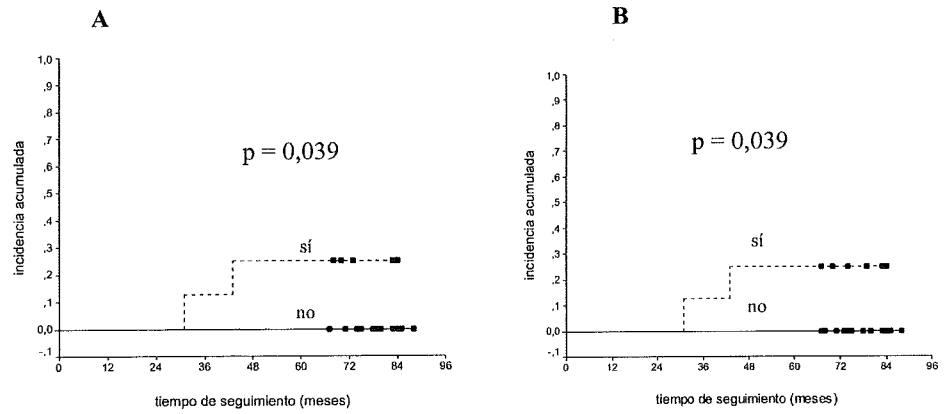 A
1,0
,9
,8
,7
,6
,5
,4
,3
,2
,1
0,0
-,1
incidencia acumulada
p = 0,039
sí
no
0 12 24 36 48 60 72 84 96
tiempo de seguimiento (meses)
B
1,0
,9
,8
,7
,6
,5
,4
,3
,2
,1
0,0
-,1
incidencia acumulada
p = 0,039
sí
no
0 12 24 36 48 60 72 84 96
tiempo de seguimiento (meses)